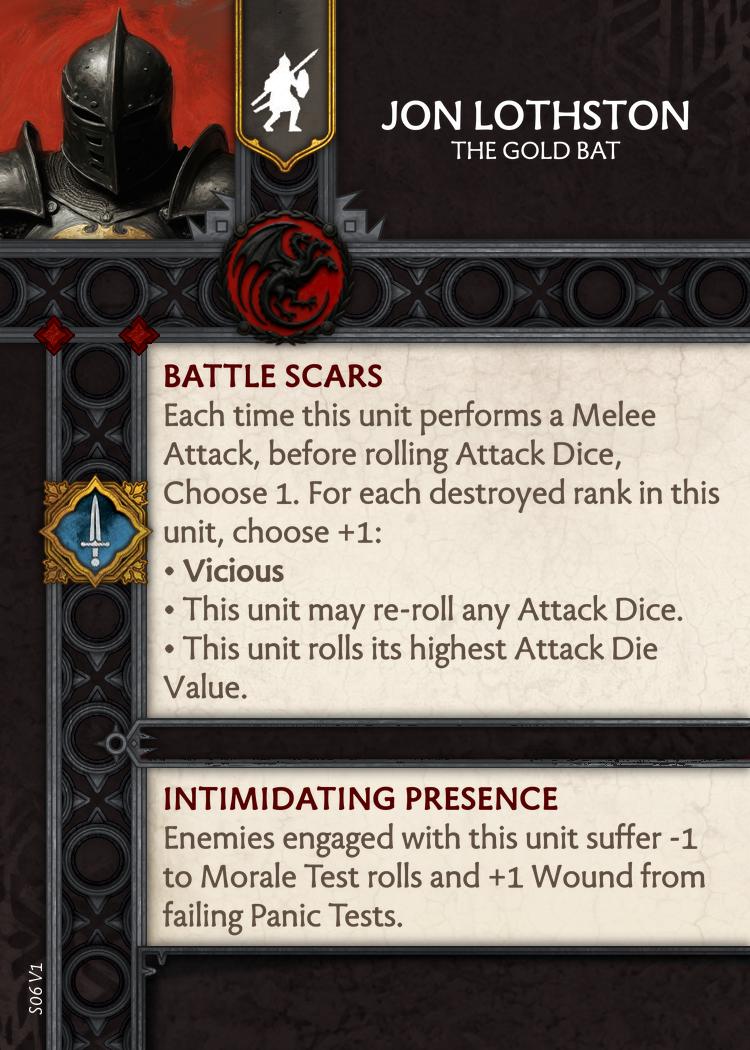 JON LOTHSTON
THE GOLD BAT
BATTLE SCARS
Each time this unit performs a Melee
Attack, before rolling Attack Dice,
Choose 1. For each destroyed rank in this
unit, choose +1:
• Vicious
• This unit may re-roll any Attack Dice.
• This unit rolls its highest Attack Die
Value.
INTIMIDATING PRESENCE
Enemies engaged with this unit suffer -1
to Morale Test rolls and +1 Wound from
failing Panic Tests.
S06 V1